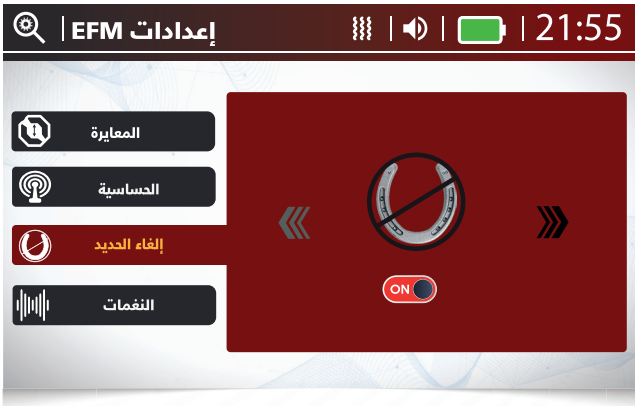 إعدادات EFM
21:55
المعايرة
الحساسية
إلغاء الحديد
النغمات
ON